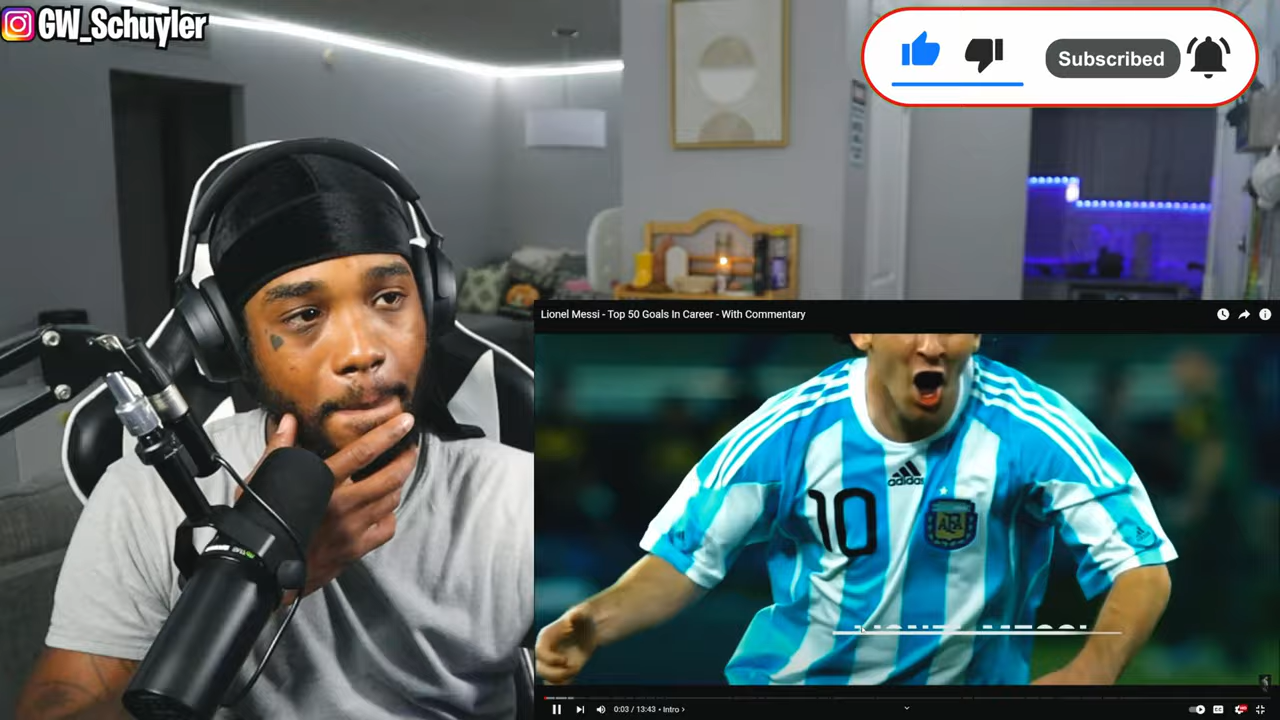 GW_Schuyler
Subscribed
Lionel Messi - Top 50 Goals In Career - With Commentary
adidas
10
AFA
0:03 / 13:43 • Intro ›